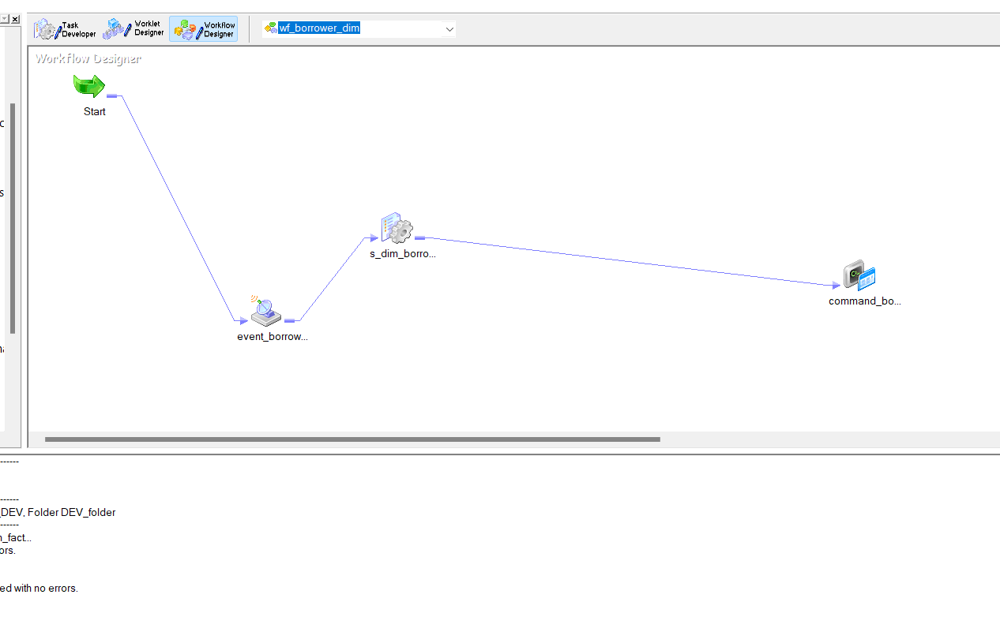 Task
Developer
Worklet
Designer
Workflow
Designer
wf_borrower_dim
Workflow Designer
Start
s_dim_borro...
command_bo...
event_borrow...
------
------
_DEV, Folder DEV_folder
------
_fact...
ors.
ed with no errors.